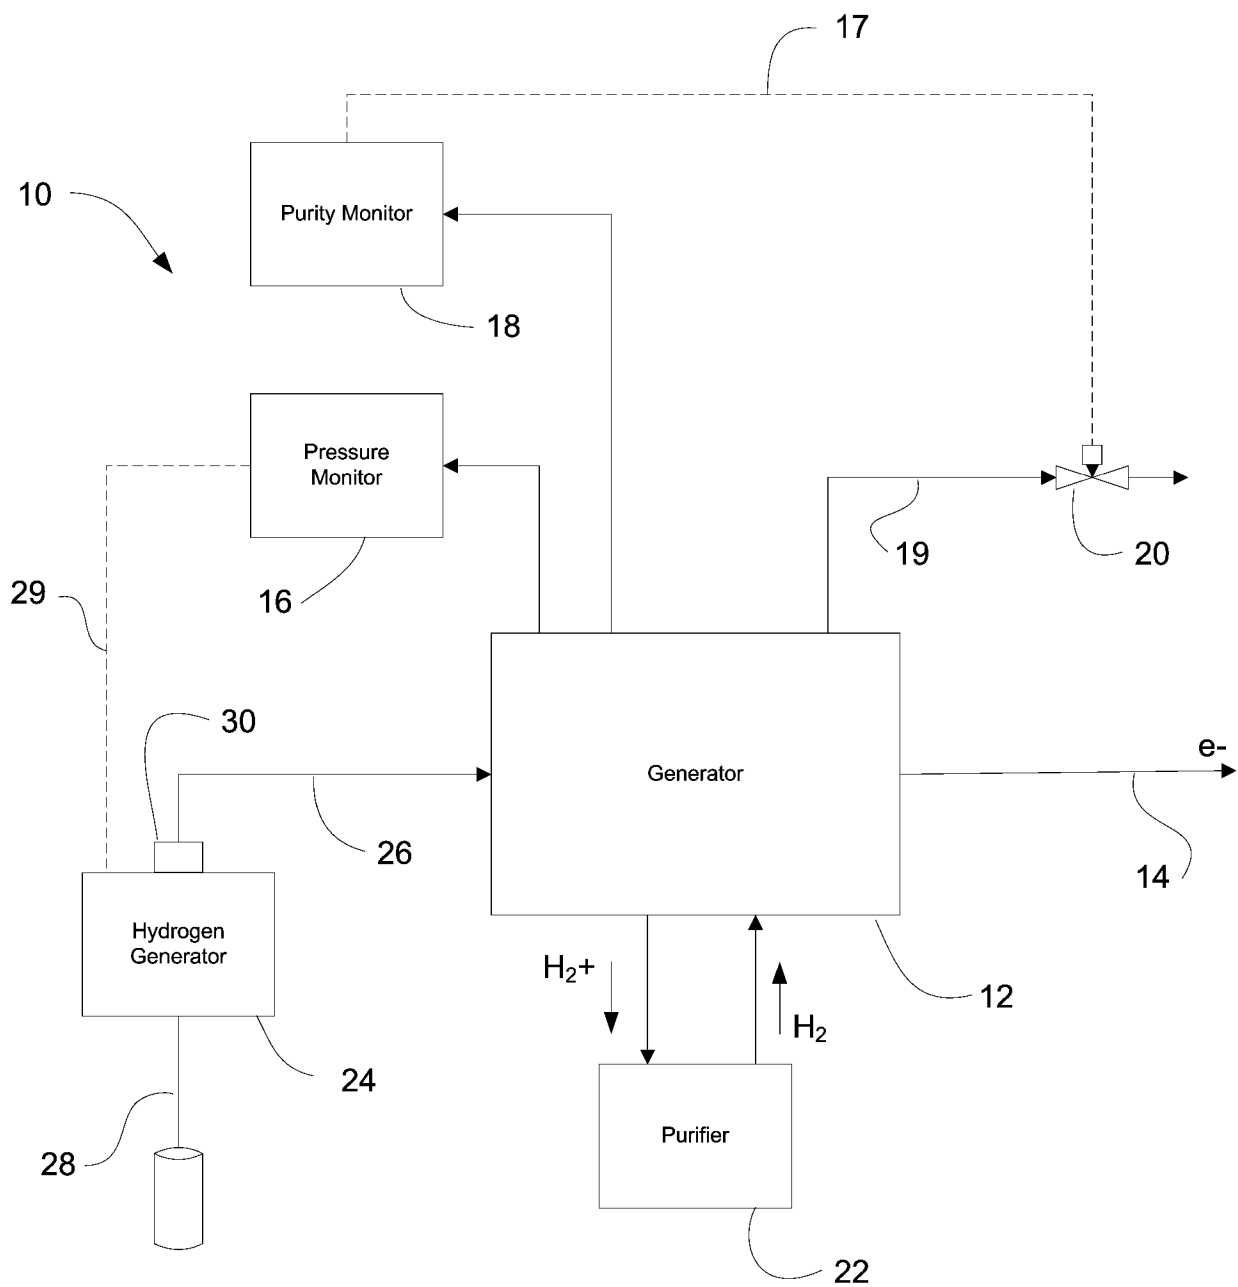 17
10
Purity Monitor
18
Pressure
Monitor
19
20
29
16
30
e-
Generator
26
14
Hydrogen
Generator
H₂+
12
H₂
24
Purifier
28
22